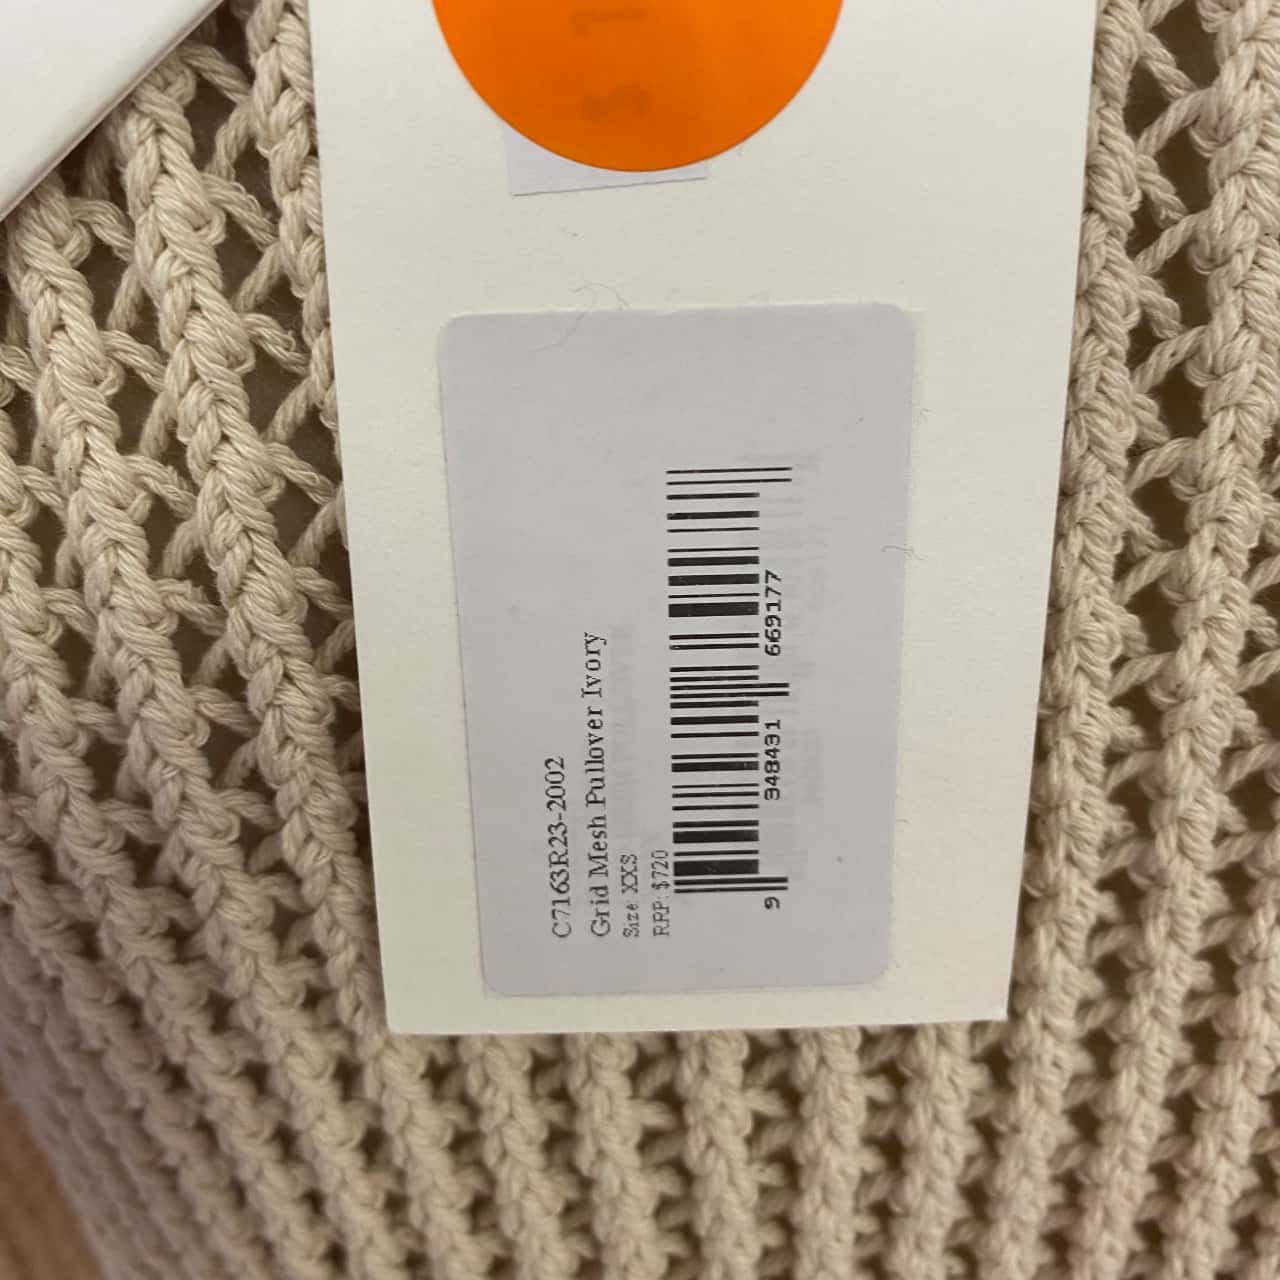 C7163R23-2002
Grid Mesh Pullover Ivory
Size: XXS
RRP: $720
9 348431 669177